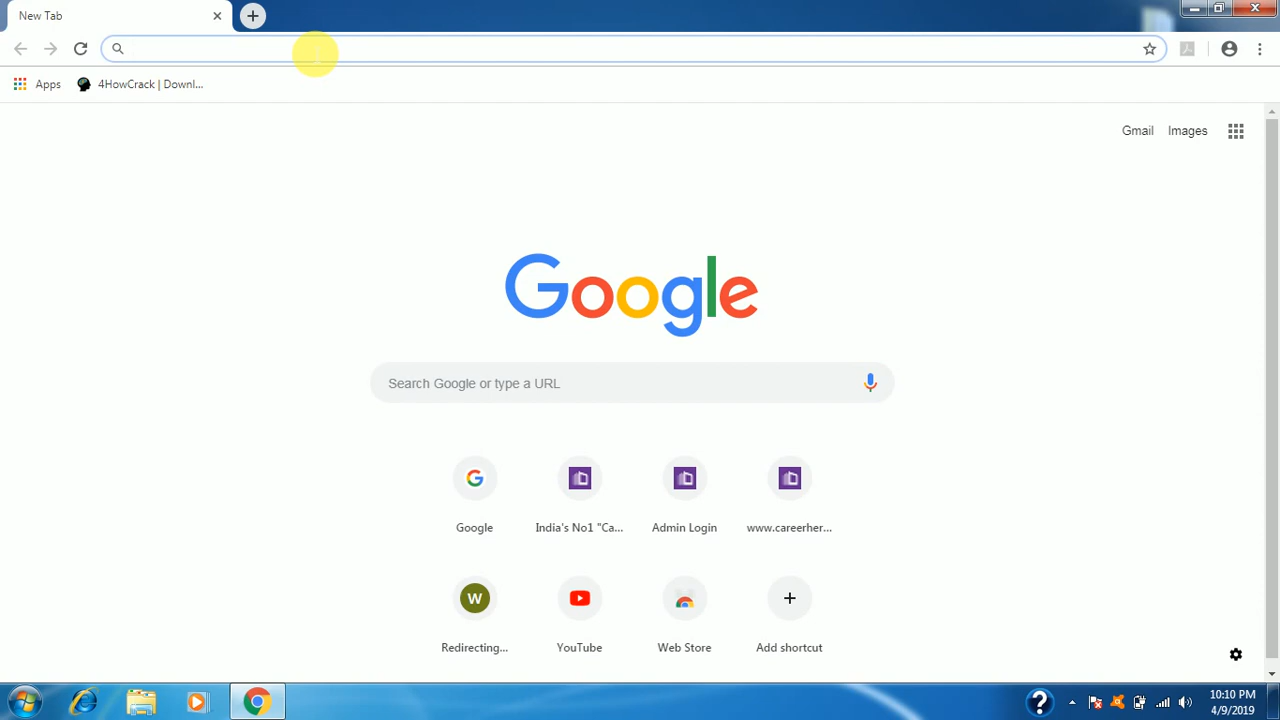 New Tab
Apps
4HowCrack | Downl...
Gmail
Images
Google
Search Google or type a URL
Google
India's No1 "Ca...
Admin Login
www.careerher...
W
Redirecting...
YouTube
Web Store
Add shortcut
10:10 PM
4/9/2019